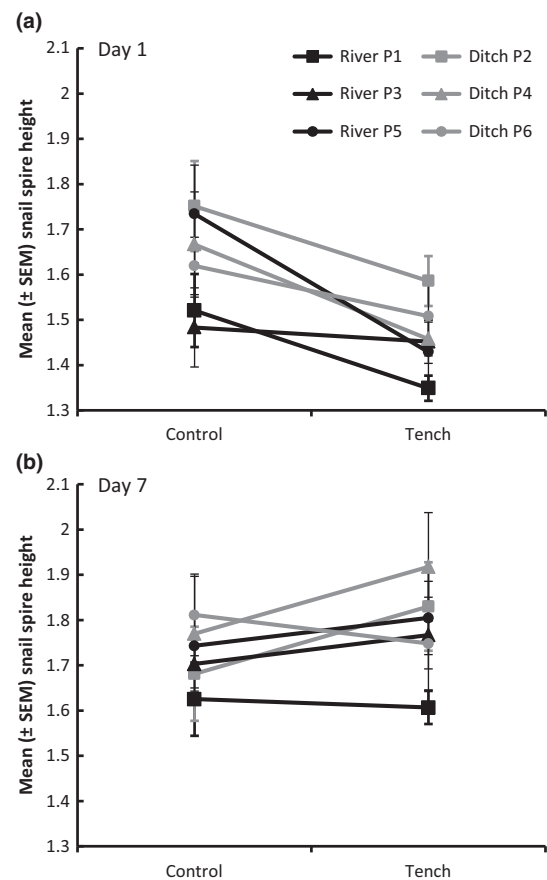 (a)
Day 1
River P1
Ditch P2
River P3
Ditch P4
River P5
Ditch P6
Mean (± SEM) snail spire height
2.1
2
1.9
1.8
1.7
1.6
1.5
1.4
1.3
Control
Tench
(b)
Day 7
Mean (± SEM) snail spire height
2.1
2
1.9
1.8
1.7
1.6
1.5
1.4
1.3
Control
Tench